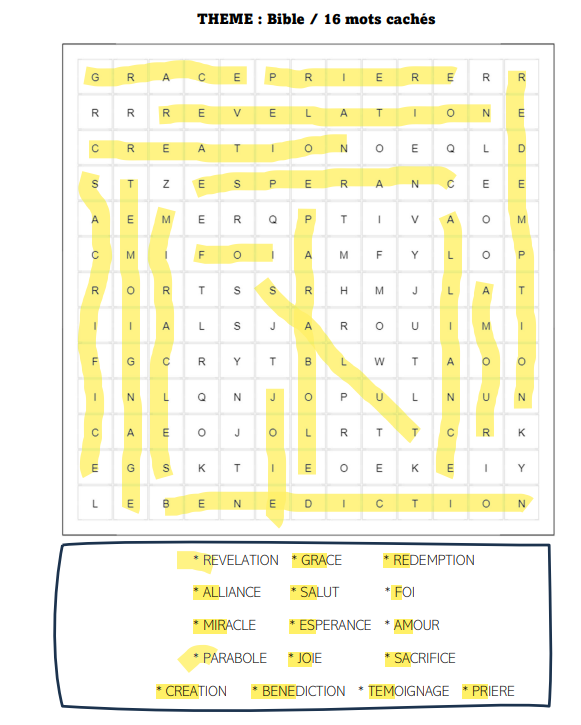 THEME : Bible / 16 mots cachés
G R A C E P R I E R E R R
R R R E V E L A T I O N E
C R E A T I O N O E Q L D
S T Z E S P E R A N C E E
A E M E R Q P T I V A O M
C M I F O I A M F Y L O P
R O R T S S R H M J L A T
I I A L S J A R O U I M I
F G C R Y T B L W T A O O
I N L Q N J O P U L N U N
C A E O J O L R T T C R K
E G S K T I E O E K E I Y
L E B E N E D I C T I O N
* REVELATION * GRACE * REDEMPTION
* ALLIANCE * SALUT * FOI
* MIRACLE * ESPERANCE * AMOUR
* PARABOLE * JOIE * SACRIFICE
* CREATION * BENEDICTION * TEMOIGNAGE * PRIERE